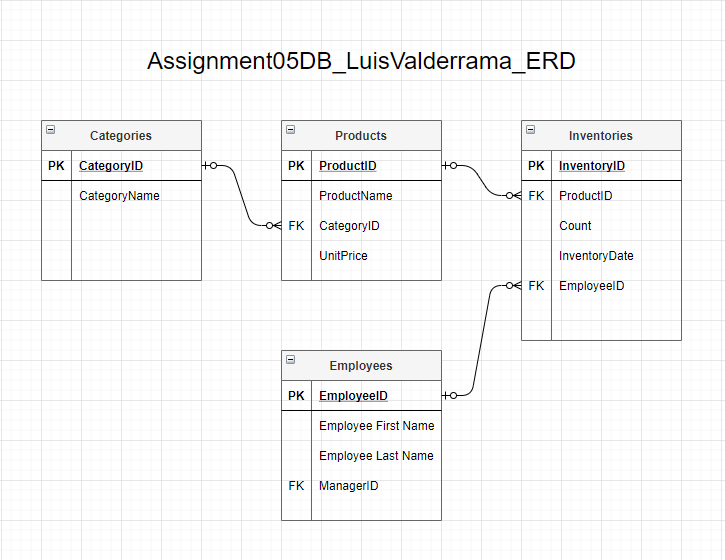 Assignment05DB_LuisValderrama_ERD
Categories
PK CategoryID
CategoryName
Products
PK ProductID
ProductName
FK CategoryID
UnitPrice
Inventories
PK InventoryID
FK ProductID
Count
InventoryDate
FK EmployeeID
Employees
PK EmployeeID
Employee First Name
Employee Last Name
FK ManagerID